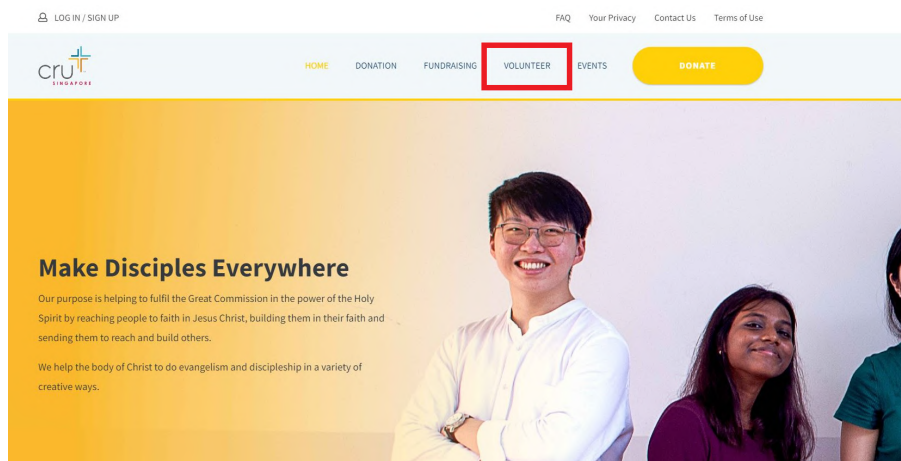 LOG IN / SIGN UP
FAQ Your Privacy Contact Us Terms of Use
cru
SINGAPORE
HOME DONATION FUNDRAISING VOLUNTEER EVENTS DONATE
Make Disciples Everywhere
Our purpose is helping to fulfil the Great Commission in the power of the Holy
Spirit by reaching people to faith in Jesus Christ, building them in their faith and
sending them to reach and build others.
We help the body of Christ to do evangelism and discipleship in a variety of
creative ways.